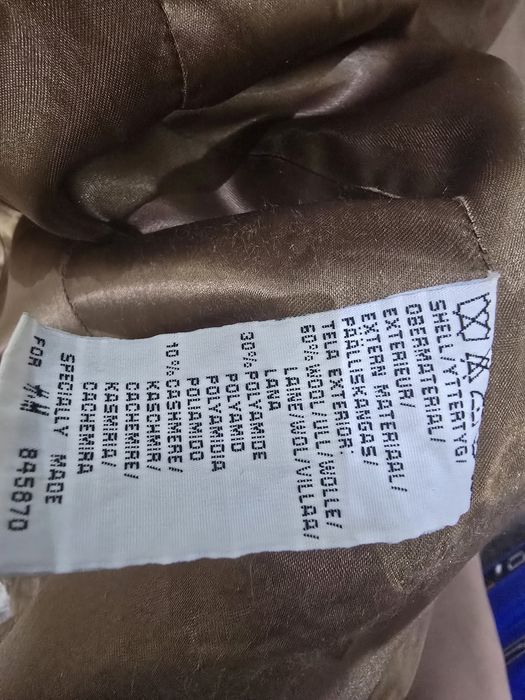 SHELL/YTTERTYG/
OBERMATERIAL/
EXTERIEUR/
EXTERN MATERIAAL/
PÄÄLLISKANGAS/
TELA EXTERIOR
60% WOOL/ULL/WOLLE/
LAINE/WOL/VILLAA/
LANA
30% POLYAMIDE
POLYAMID
POLYAMIDIA
POLIAMIDO
10% CASHMERE/
KASCHMIR/
CACHEMIRE/
KASMIRIA/
CACHEMIRA
SPECIALLY MADE
FOR H&M 845870